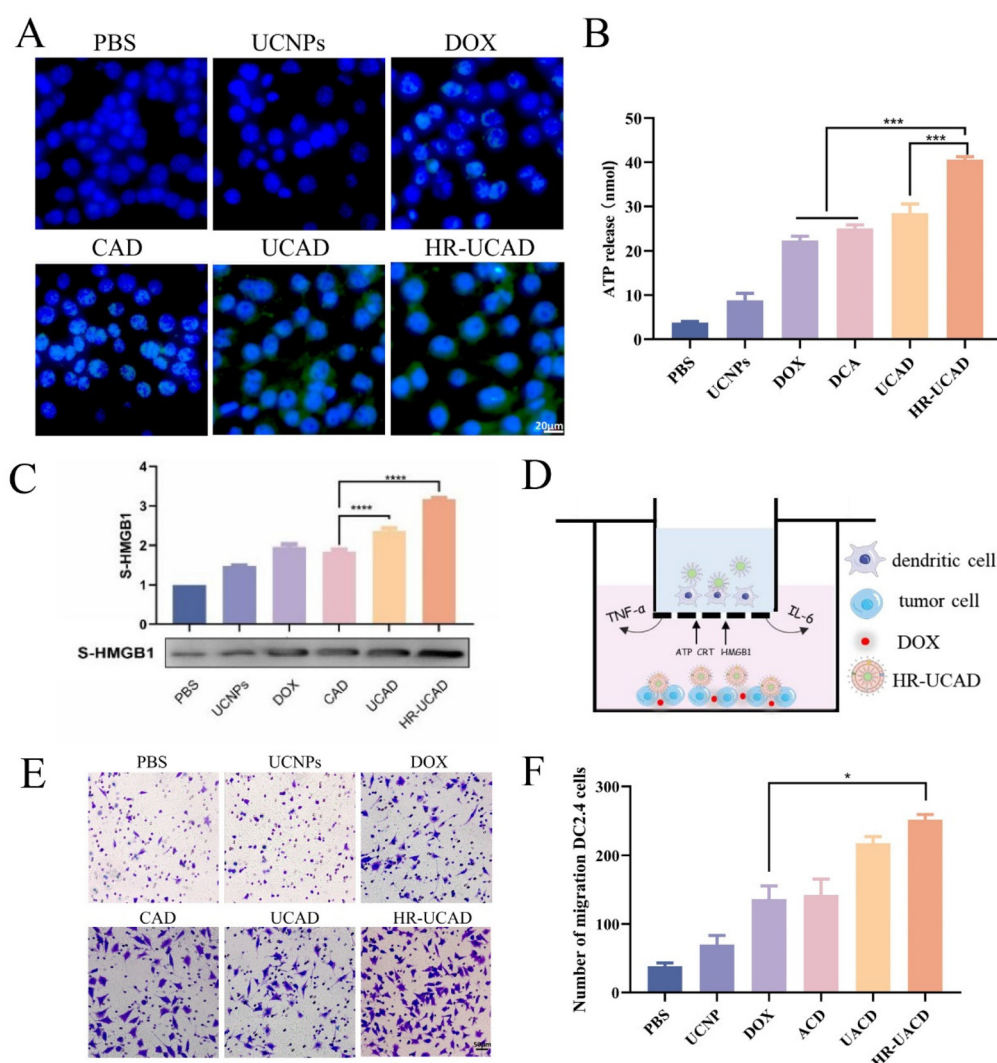 A
PBS
UCNPs
DOX
CAD
UCAD
HR-UCAD
20μm
B
ATP release (nmol)
50
40
30
20
10
0
***
***
PBS
UCNPs
DOX
DCA
UCAD
HR-UCAD
C
S-HMGB1
4
3
2
1
0
****
****
S-HMGB1
PBS
UCNPs
DOX
CAD
UCAD
HR-UCAD
D
TNF-α
IL-6
ATP CRT HMGB1
dendritic cell
tumor cell
DOX
HR-UCAD
E
PBS
UCNPs
DOX
CAD
UCAD
HR-UCAD
50μm
F
Number of migration DC2.4 cells
300
200
100
0
*
PBS
UCNP
DOX
ACD
UACD
HR-UACD